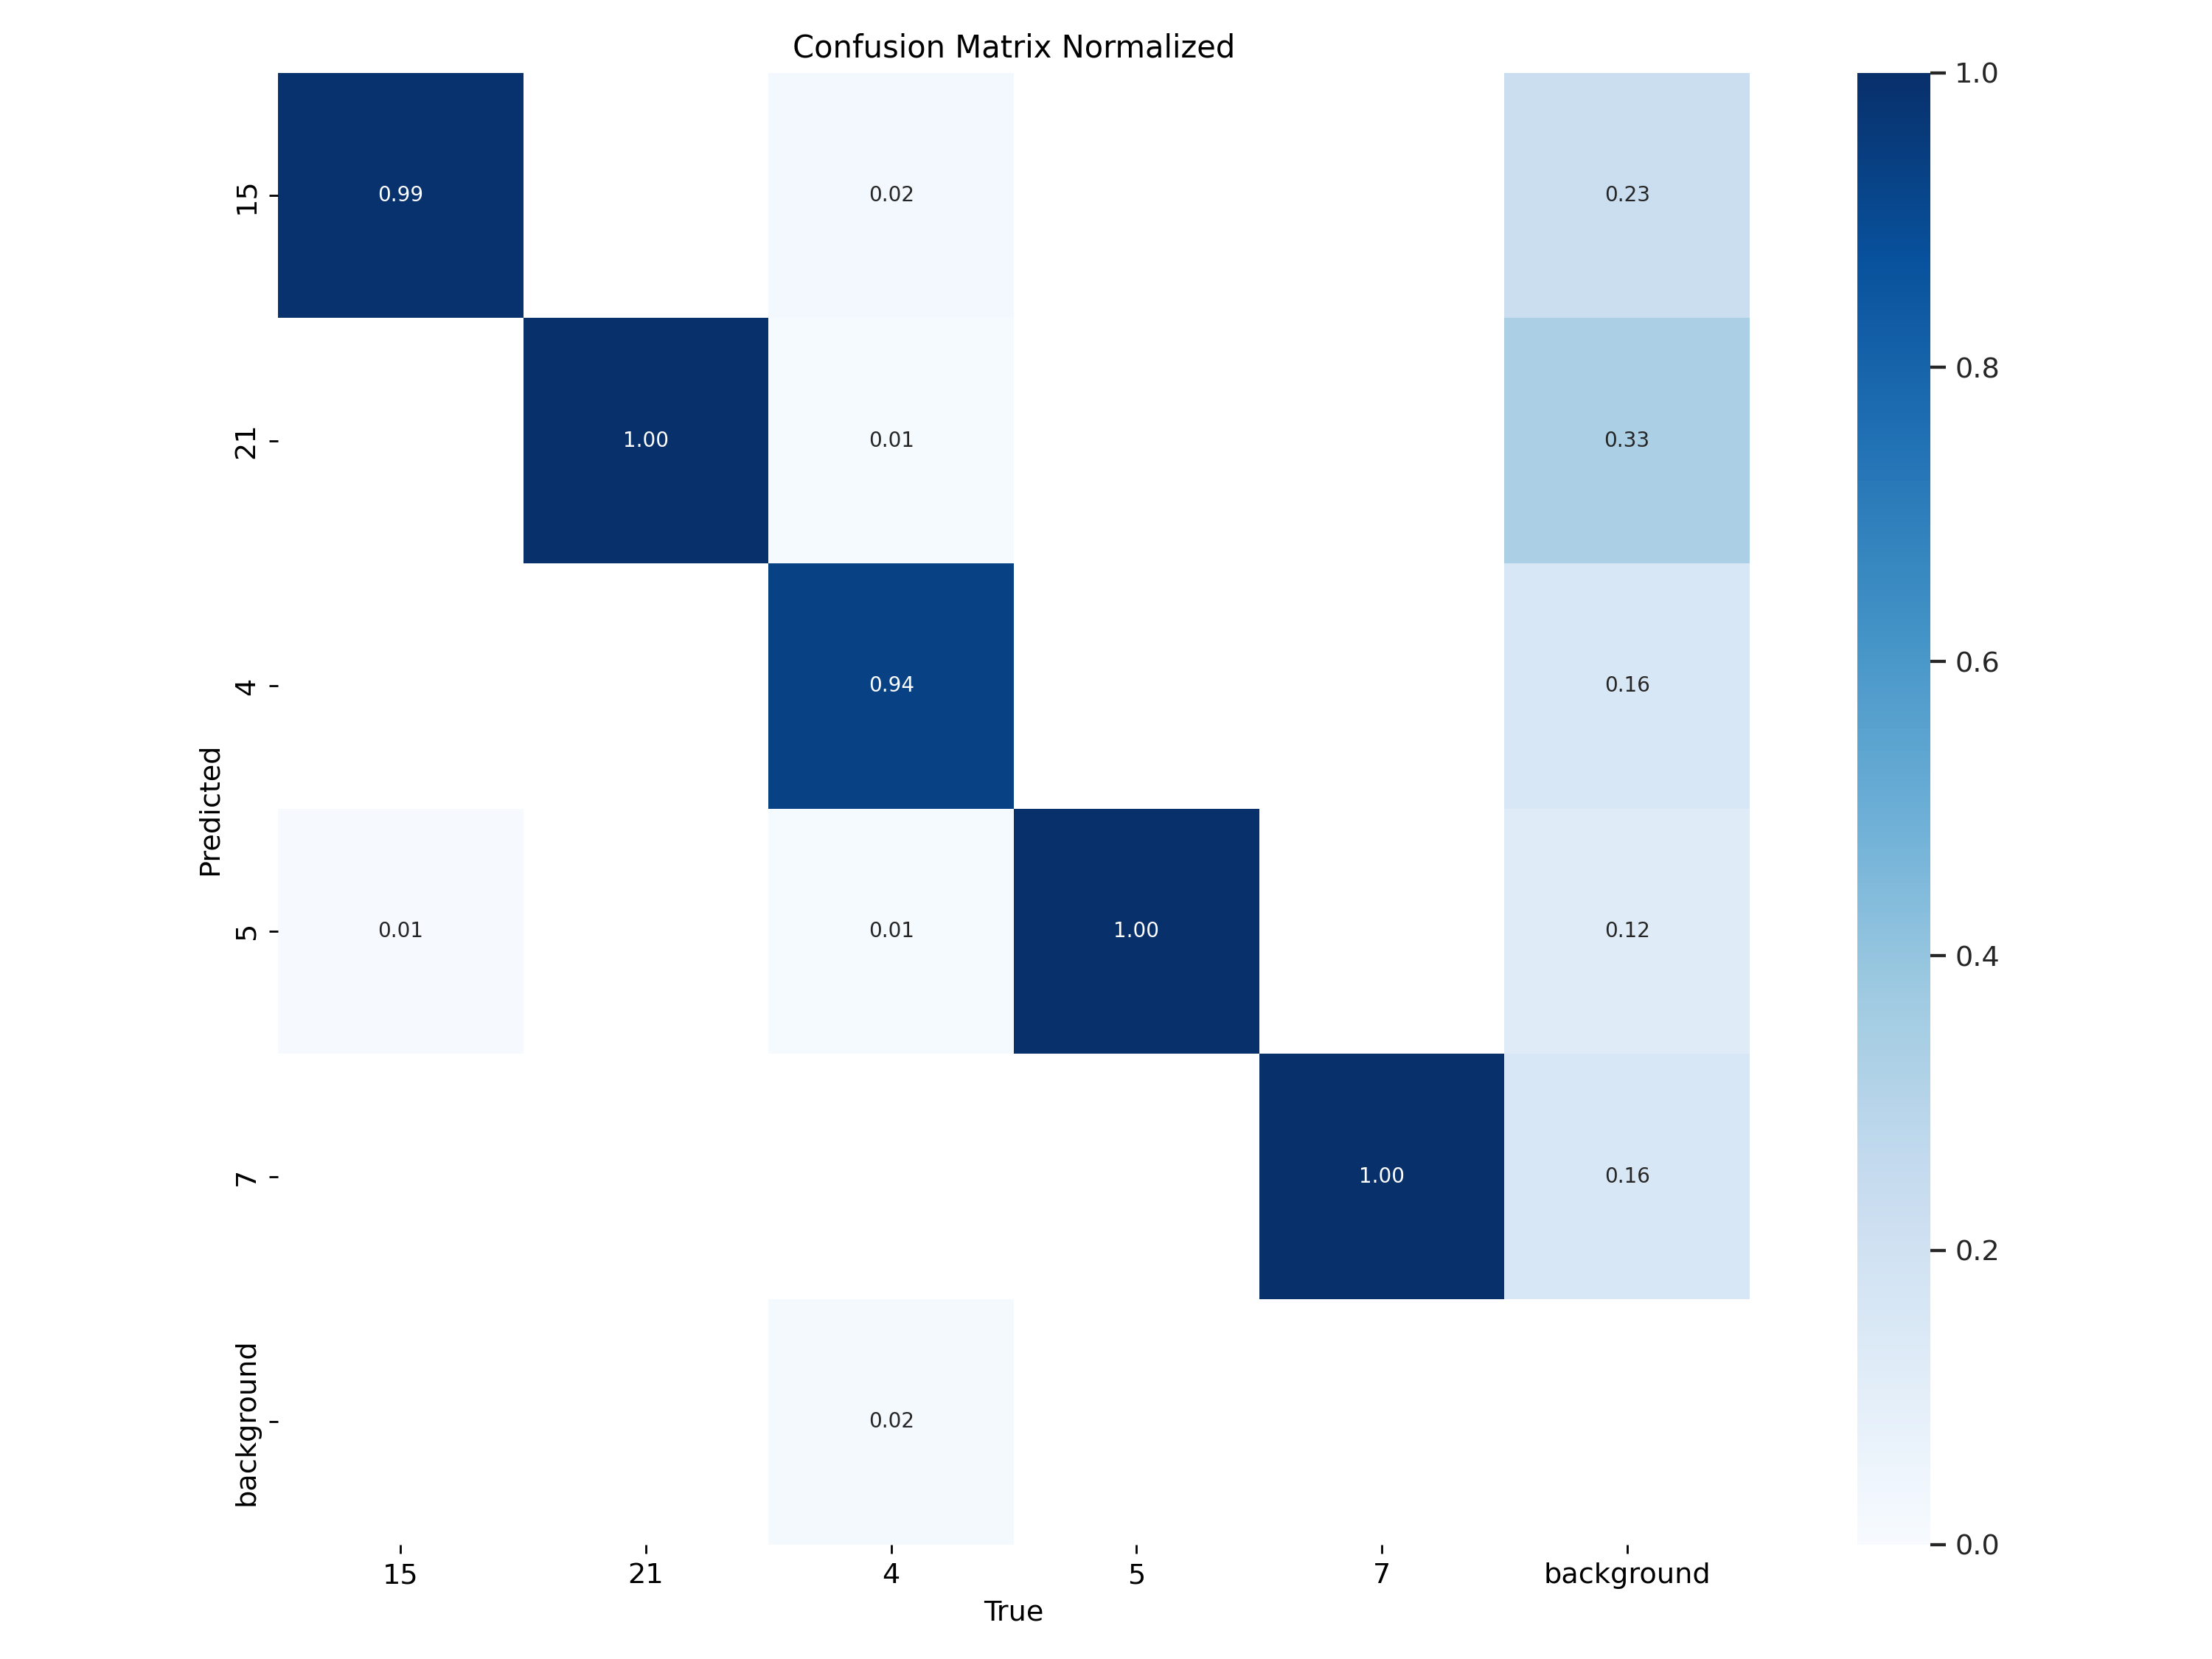 Confusion Matrix Normalized
15 0.99 0.02 0.23
21 1.00 0.01 0.33
4 0.94 0.16
5 0.01 0.01 1.00 0.12
7 1.00 0.16
background 0.02
15 21 4 5 7 background
True
Predicted
1.0
0.8
0.6
0.4
0.2
0.0